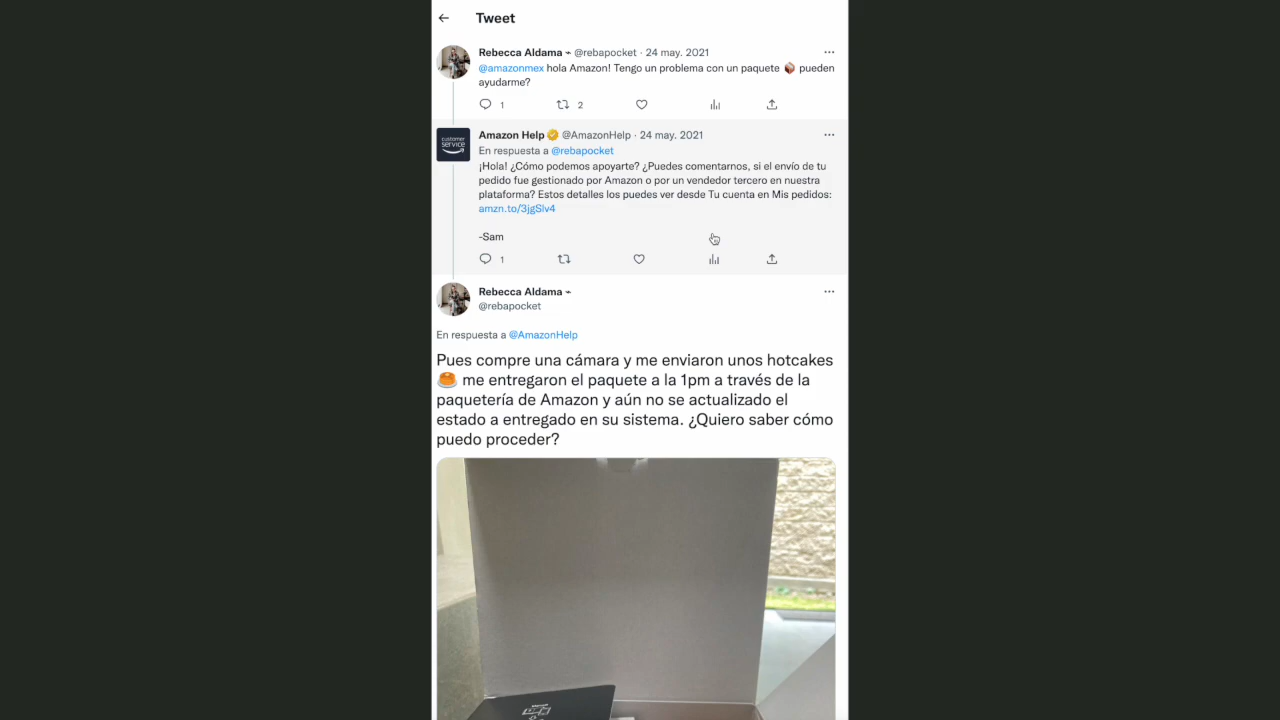 Tweet
Rebecca Aldama @rebapocket · 24 may. 2021
@amazonmex hola Amazon! Tengo un problema con un paquete 📦 pueden
ayudarme?
1 2
customer
service
Amazon Help @AmazonHelp · 24 may. 2021
En respuesta a @rebapocket
¡Hola! ¿Cómo podemos apoyarte? ¿Puedes comentarnos, si el envío de tu
pedido fue gestionado por Amazon o por un vendedor tercero en nuestra
plataforma? Estos detalles los puedes ver desde Tu cuenta en Mis pedidos:
amzn.to/3jgSlv4
-Sam
1
Rebecca Aldama
@rebapocket
En respuesta a @AmazonHelp
Pues compre una cámara y me enviaron unos hotcakes
🥞 me entregaron el paquete a la 1pm a través de la
paquetería de Amazon y aún no se actualizado el
estado a entregado en su sistema. ¿Quiero saber cómo
puedo proceder?